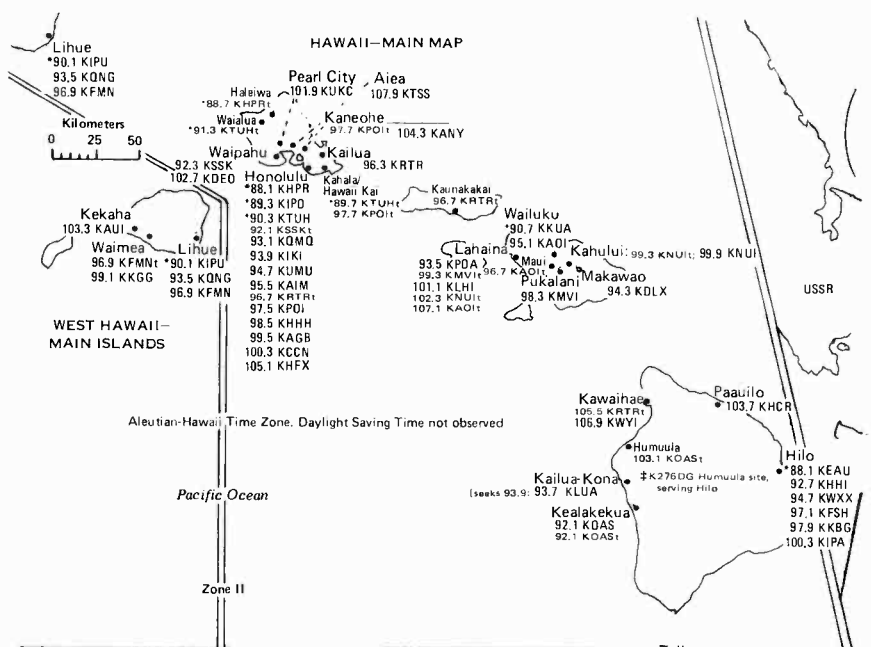 HAWAII—MAIN MAP
Lihue
*90.1 KIPU
93.5 KQNG
96.9 KFMN
Kilometers
0 25 50
Haleiwa
*88.7 KHPRt
Waialua
*91.3 KTUHt
Waipahu
92.3 KSSK
102.7 KDEO
Pearl City
101.9 KUKC
Aiea
107.9 KTSS
Kaneohe
97.7 KPOIt
104.3 KANY
Kailua
96.3 KRTR
Kahala/
Hawaii Kai
*89.7 KTUHt
97.7 KPOIt
Honolulu
*88.1 KHPR
*89.3 KIPO
*90.3 KTUH
92.1 KSSKt
93.1 KQMQ
93.9 KIKI
94.7 KUMU
95.5 KAIM
96.7 KRTRt
97.5 KPOI
98.5 KHHH
99.5 KAGB
100.3 KCCN
105.1 KHFX
Kekaha
103.3 KAUI
Waimea
96.9 KFMNt
99.1 KKGG
Lihue
*90.1 KIPU
93.5 KQNG
96.9 KFMN
WEST HAWAII—
MAIN ISLANDS
Kaunakakai
96.7 KRTRt
Wailuku
*90.7 KKUA
95.1 KAOI
Lahaina
93.5 KPOA
99.3 KMVIt
101.1 KLHI
102.3 KNUIt
107.1 KAOIt
Maui
96.7 KAOIt
Kahului: 99.3 KNUIt; 99.9 KNUI
Pukalani
98.3 KMVI
Makawao
94.3 KDLX
USSR
Aleutian-Hawaii Time Zone. Daylight Saving Time not observed
Pacific Ocean
Zone II
Kawaihae
105.5 KRTRt
106.9 KWYI
Paauilo
103.7 KHCR
Humuula
103.1 KOASt
‡K276DG Humuula site,
serving Hilo
Kailua-Kona
(seeks 93.9: 93.7 KLUA
Kealakekua
92.1 KOAS
92.1 KOASt
Hilo
*88.1 KEAU
92.7 KHHI
94.7 KWXX
97.1 KFSH
97.9 KKBG
100.3 KIPA